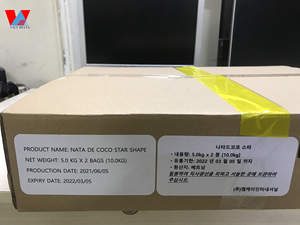 VIET DELTA
PRODUCT NAME: NATA DE COCO STAR SHAPE
NET WEIGHT: 5.0 KG X 2 BAGS (10.0KG)
PRODUCTION DATE: 2021/06/05
EXPIRY DATE: 2022/03/05
나타드코코 스타
- 내용량: 5.0kg x 2 봉 [10.0kg]
- 유통기한: 2022 년 03 월 05 일 까지
- 원산지: 베트남